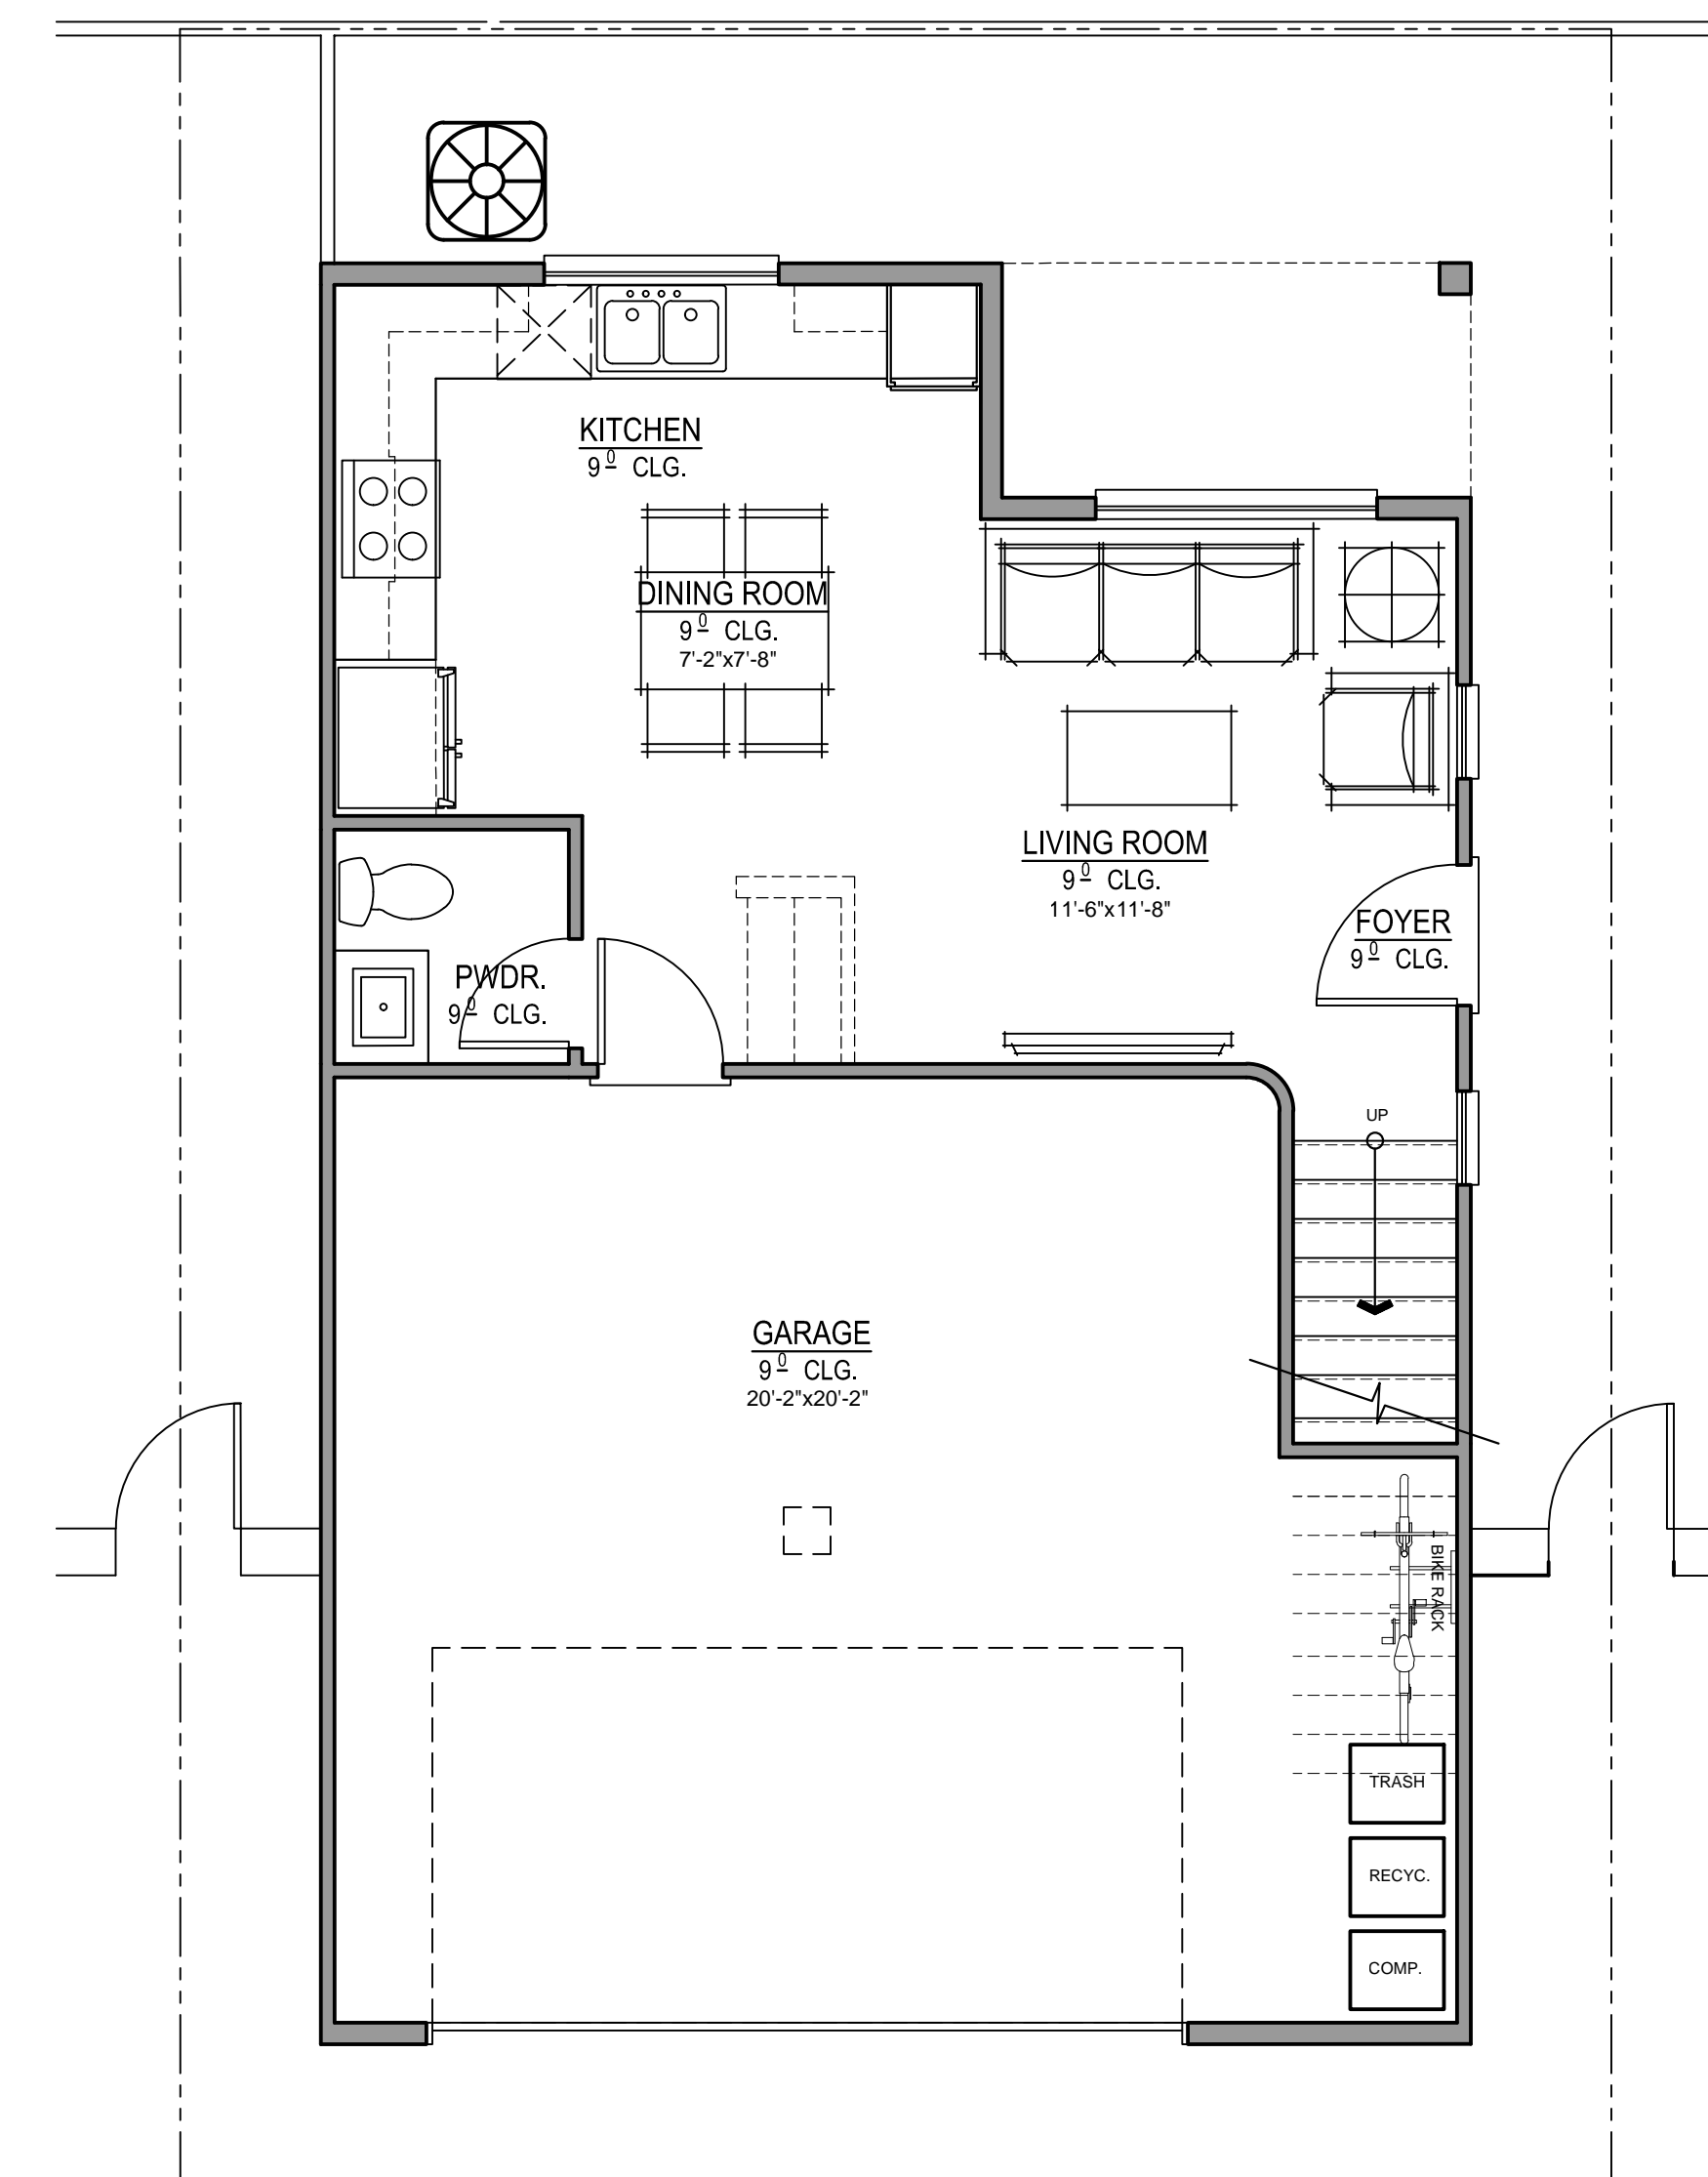 KITCHEN
9⁰ CLG.
DINING ROOM
9⁰ CLG.
7'-2"x7'-8"
LIVING ROOM
9⁰ CLG.
11'-6"x11'-8"
FOYER
9⁰ CLG.
PWDR.
9⁰ CLG.
UP
GARAGE
9⁰ CLG.
20'-2"x20'-2"
BIKE RACK
TRASH
RECYC.
COMP.